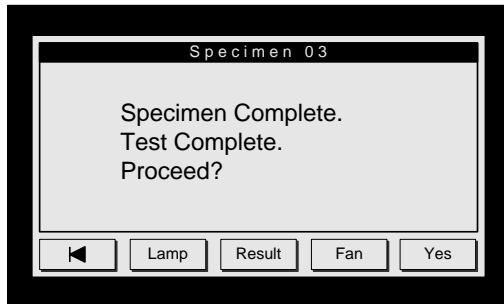 Specimen 03
Specimen Complete.
Test Complete.
Proceed?
Lamp Result Fan Yes